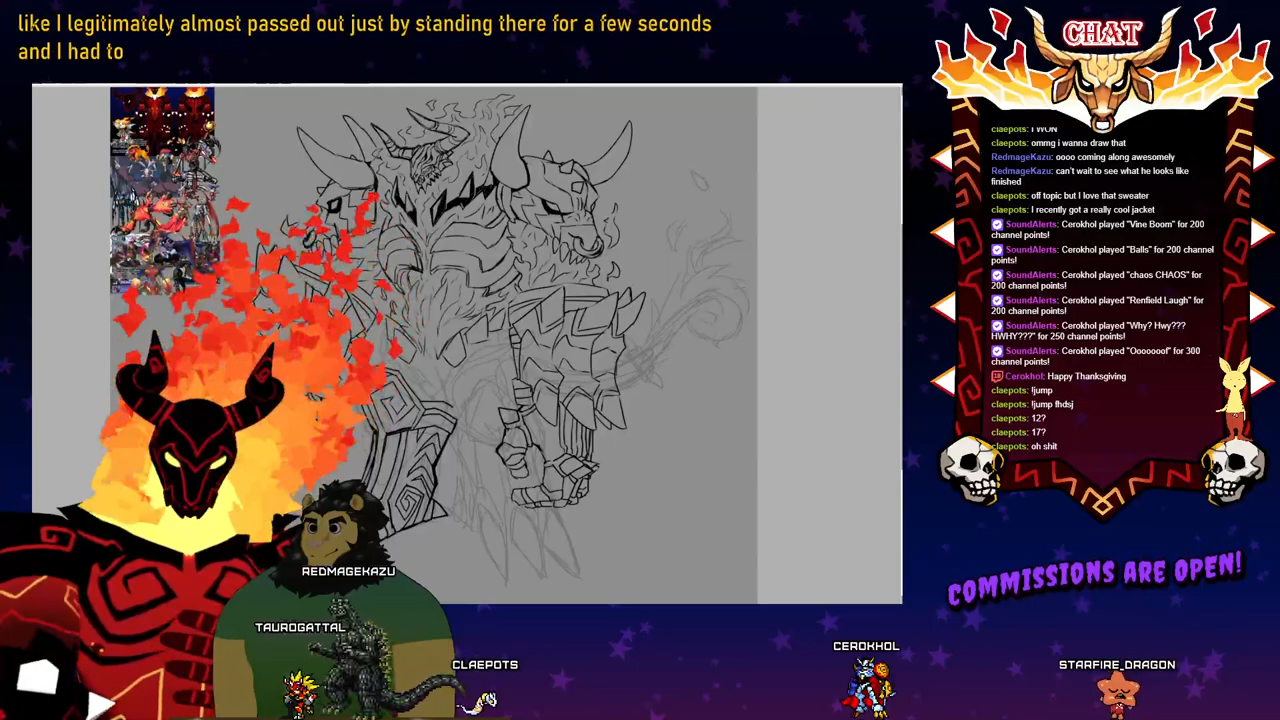 like I legitimately almost passed out just by standing there for a few seconds
and I had to
CHAT
claepots: I WON
claepots: ommg i wanna draw that
RedmageKazu: oooo coming along awesomely
RedmageKazu: can't wait to see what he looks like
finished
claepots: off topic but I love that sweater
claepots: I recently got a really cool jacket
SoundAlerts: Cerokhol played "Vine Boom" for 200
channel points!
SoundAlerts: Cerokhol played "Balls" for 200 channel
points!
SoundAlerts: Cerokhol played "chaos CHAOS" for
200 channel points!
SoundAlerts: Cerokhol played "Renfield Laugh" for
200 channel points!
SoundAlerts: Cerokhol played "Why? Hwy???
HWHY???" for 250 channel points!
SoundAlerts: Cerokhol played "Ooooooof" for 300
channel points!
Cerokhol: Happy Thanksgiving
claepots: !jump
claepots: !jump fhdsj
claepots: 12?
claepots: 17?
claepots: oh shit
COMMISSIONS ARE OPEN!
REDMAGEKAZU
TAUROGATTAL
CLAEPOTS
CEROKHOL
STARFIRE_DRAGON